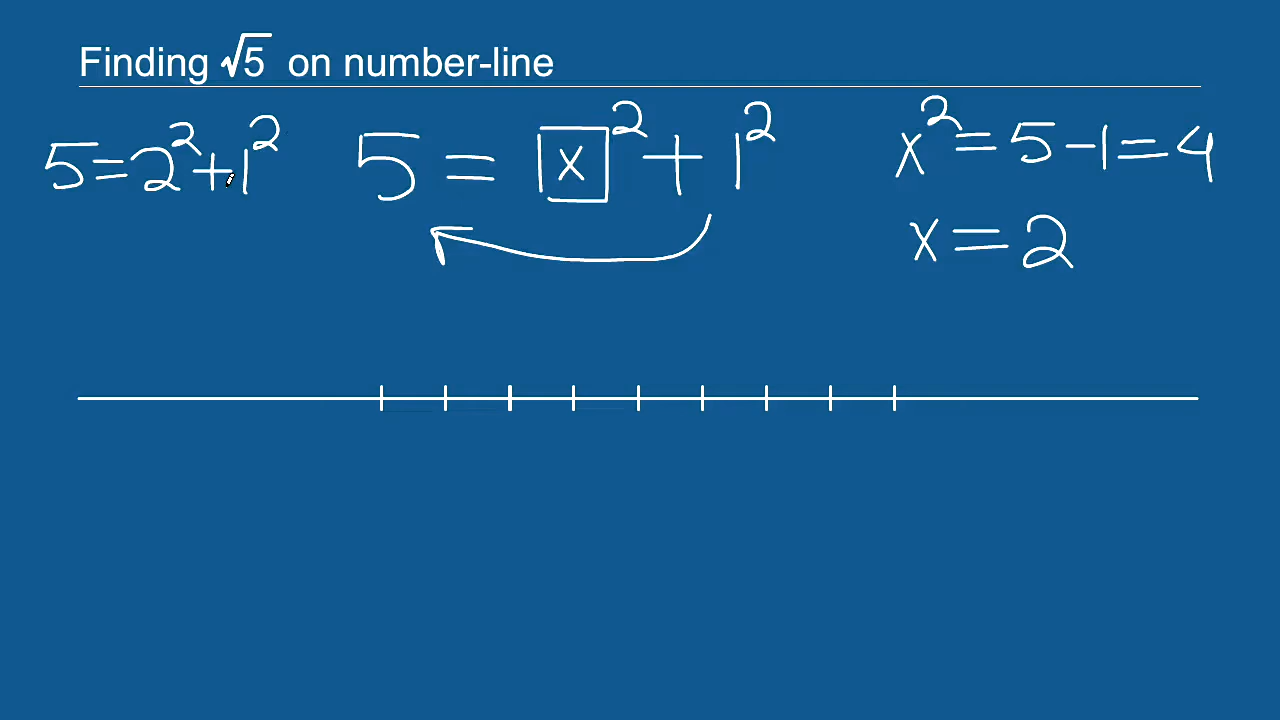 Finding √5 on number-line
5=2²+1² 5 = x² + 1² x² = 5-1=4
x = 2